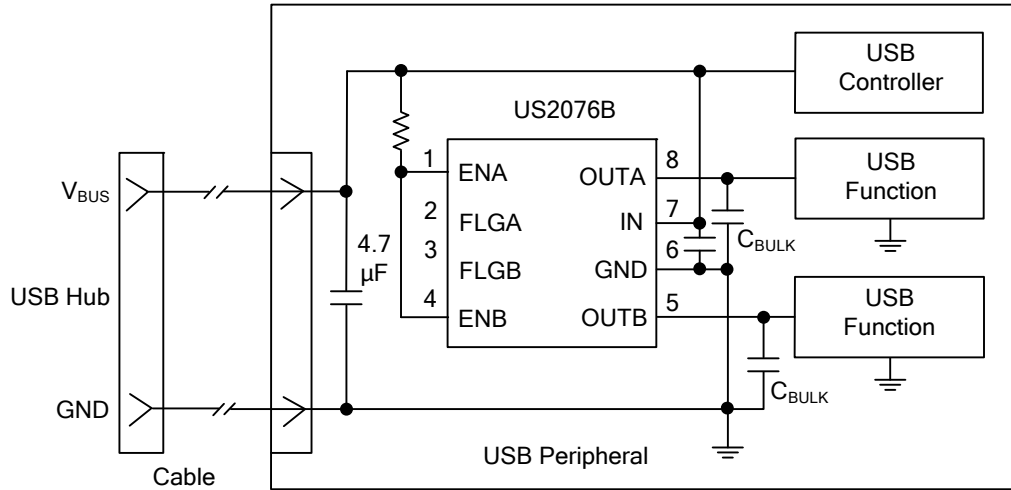 USB
Controller
US2076B
1
ENA
8
OUTA
USB
Function
V_BUS
2
FLGA
7
IN
C_BULK
3
FLGB
6
GND
4.7
µF
USB Hub
4
ENB
5
OUTB
USB
Function
C_BULK
GND
USB Peripheral
Cable